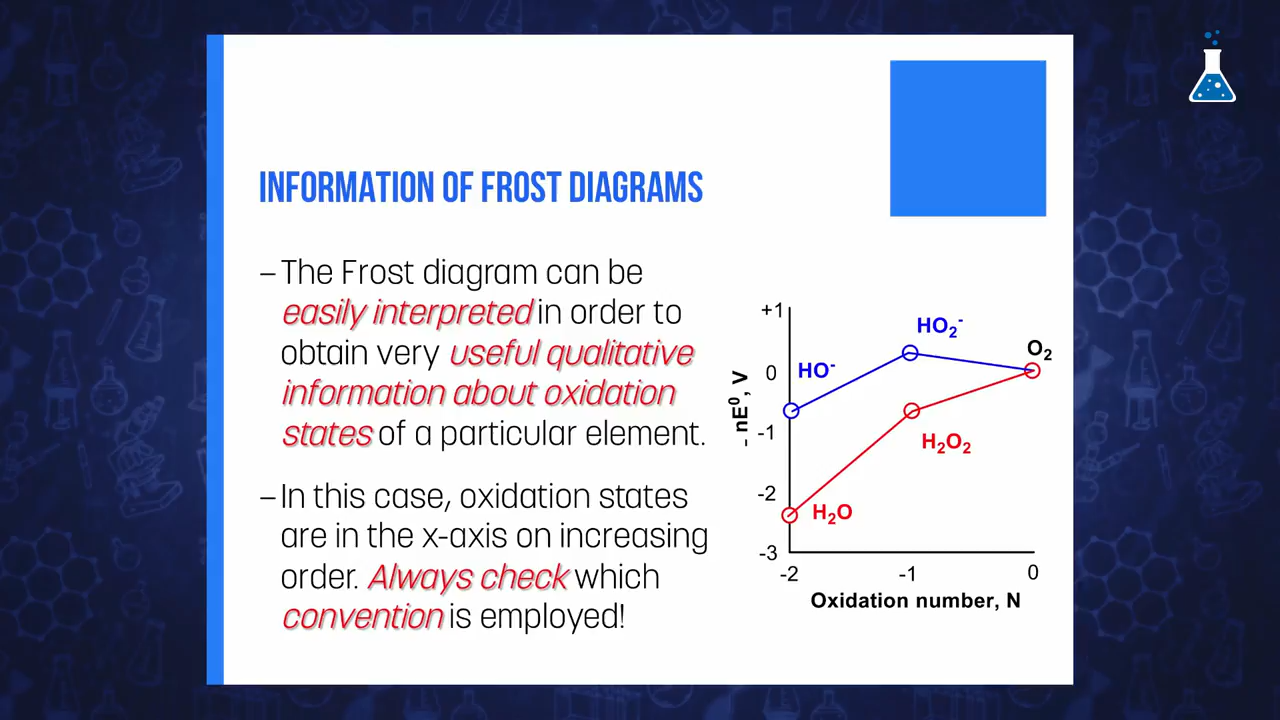 INFORMATION OF FROST DIAGRAMS
– The Frost diagram can be
easily interpreted in order to
obtain very useful qualitative
information about oxidation
states of a particular element.
– In this case, oxidation states
are in the x-axis on increasing
order. Always check which
convention is employed!
+1
0
-1
-2
-3
- nE⁰, V
HO⁻
HO₂⁻
O₂
H₂O₂
H₂O
-2
-1
0
Oxidation number, N